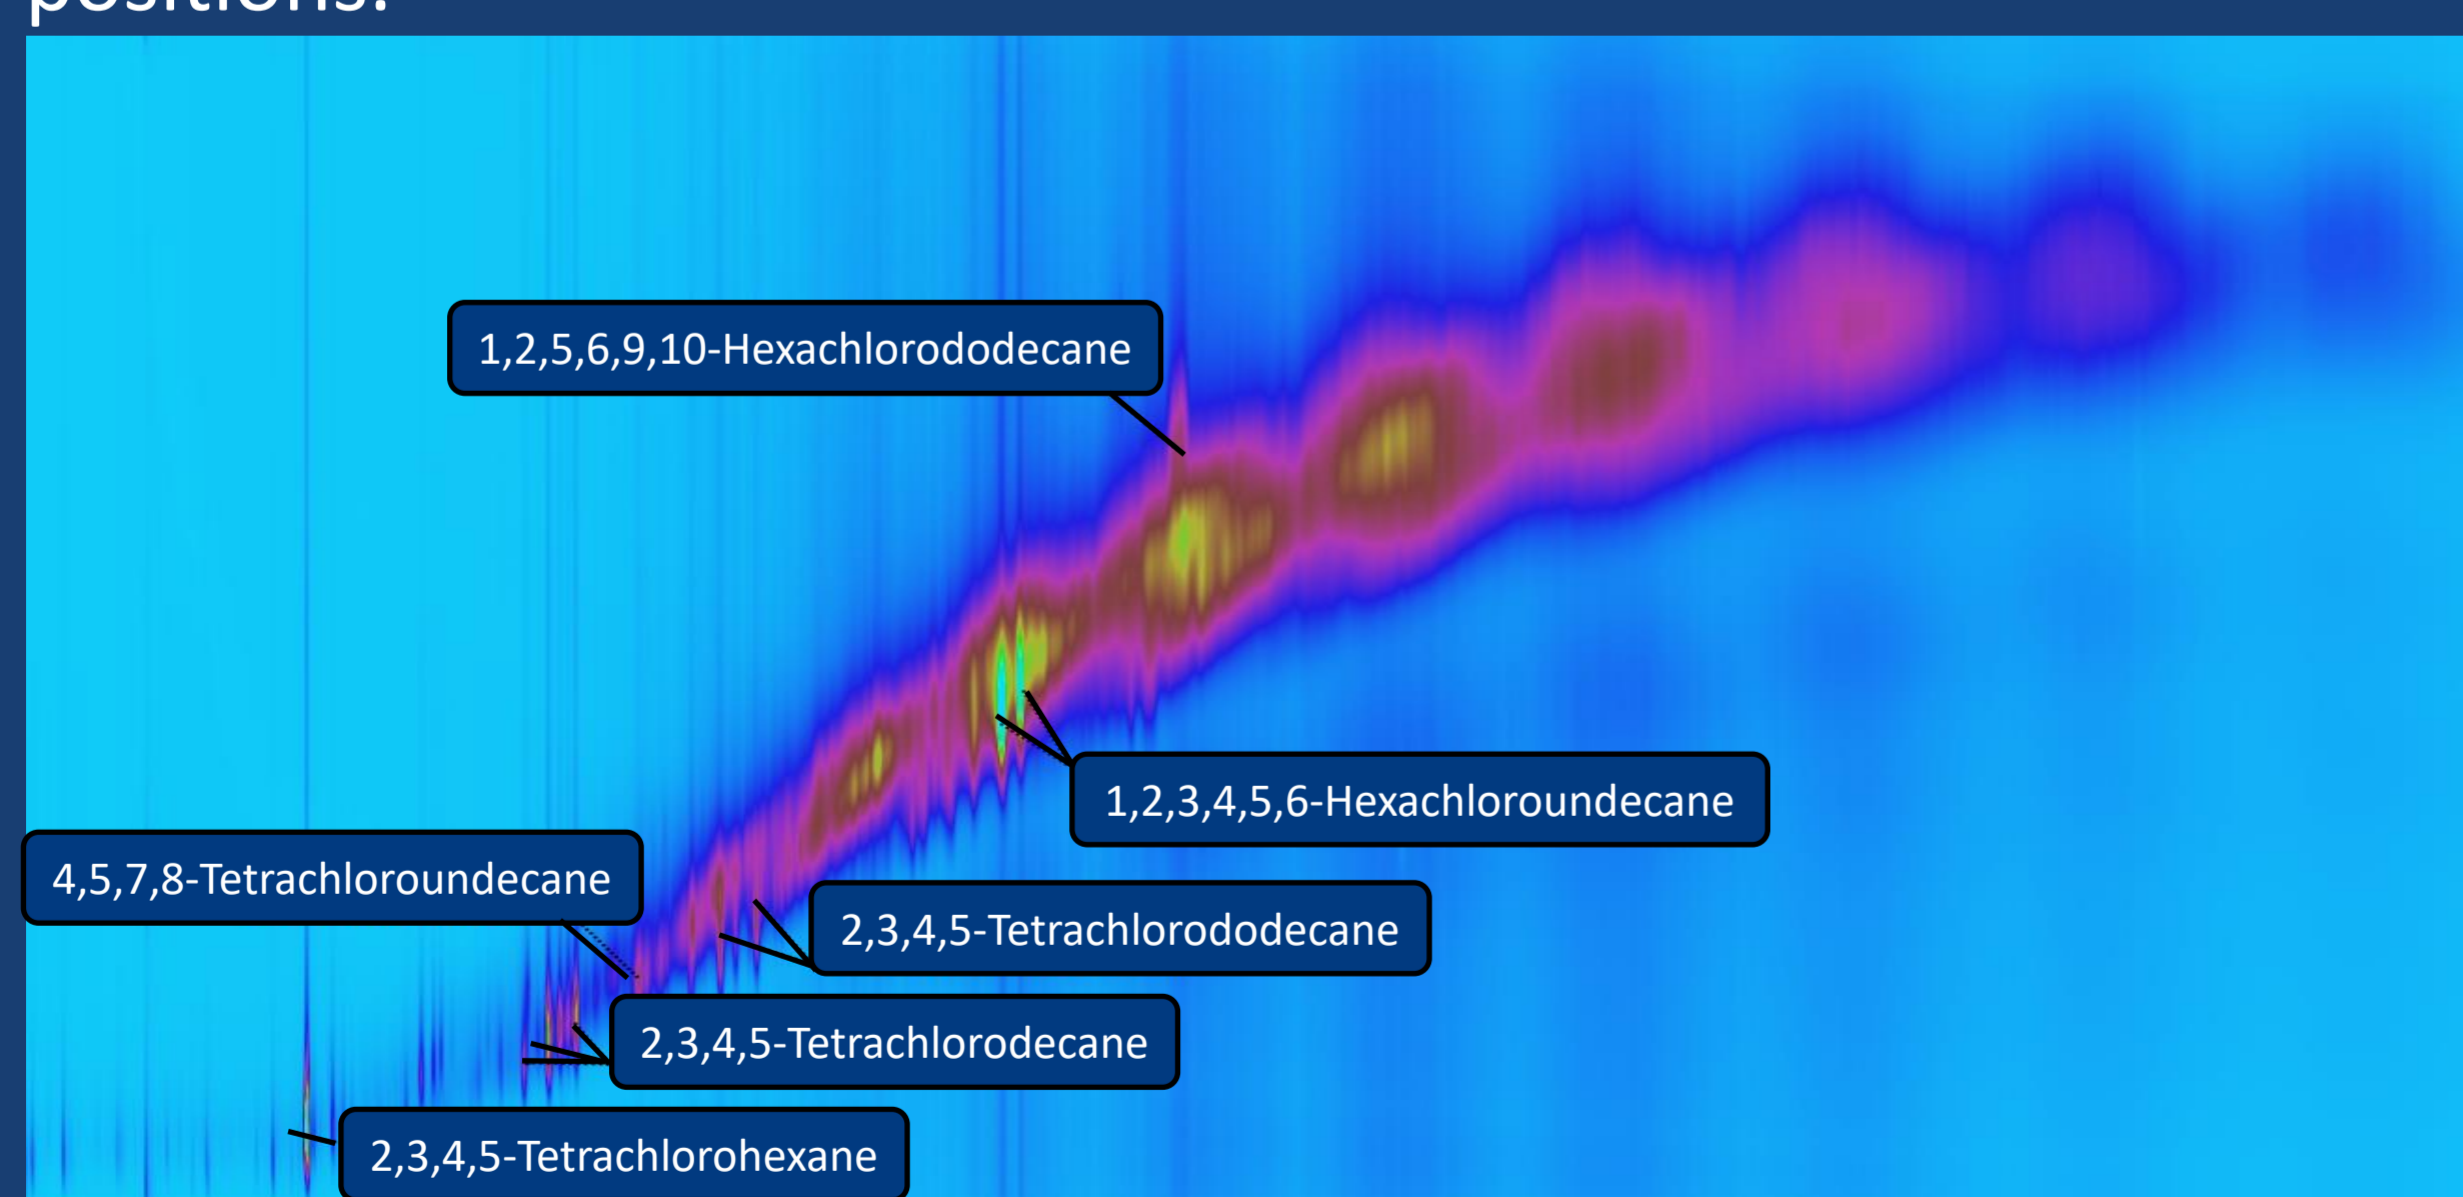 positions.
1,2,5,6,9,10-Hexachlorododecane
1,2,3,4,5,6-Hexachloroundecane
4,5,7,8-Tetrachloroundecane
2,3,4,5-Tetrachlorododecane
2,3,4,5-Tetrachlorodecane
2,3,4,5-Tetrachlorohexane